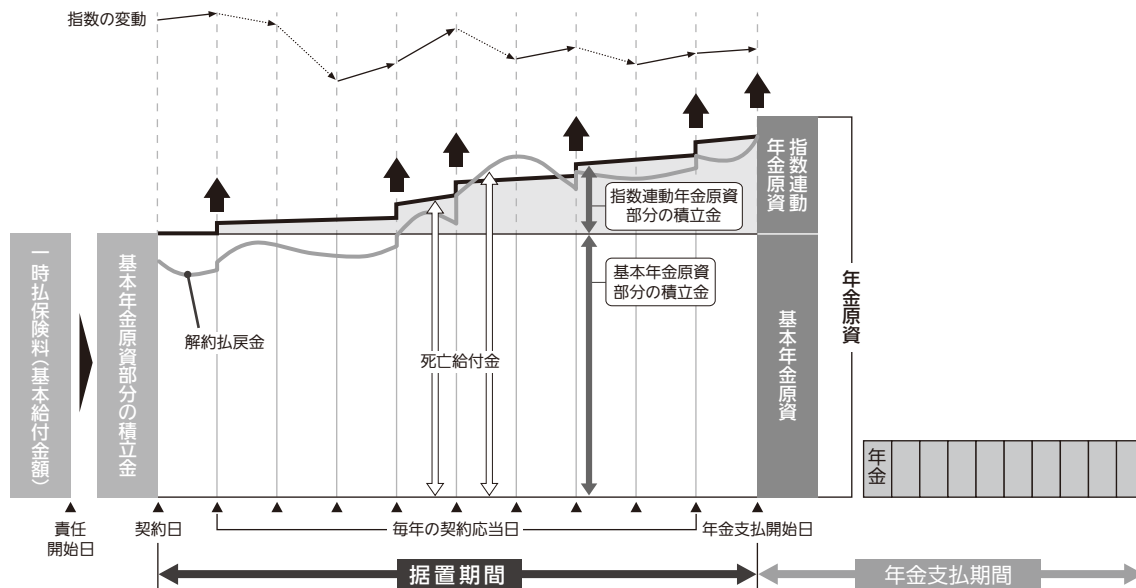 指数の変動
指数連動
年金原資
指数連動年金原資
部分の積立金
一時払保険料(基本給付金額)
基本年金原資部分の積立金
基本年金原資
部分の積立金
解約払戻金
死亡給付金
基本年金原資
年金原資
年金
責任
開始日
契約日
毎年の契約応当日
年金支払開始日
据置期間
年金支払期間